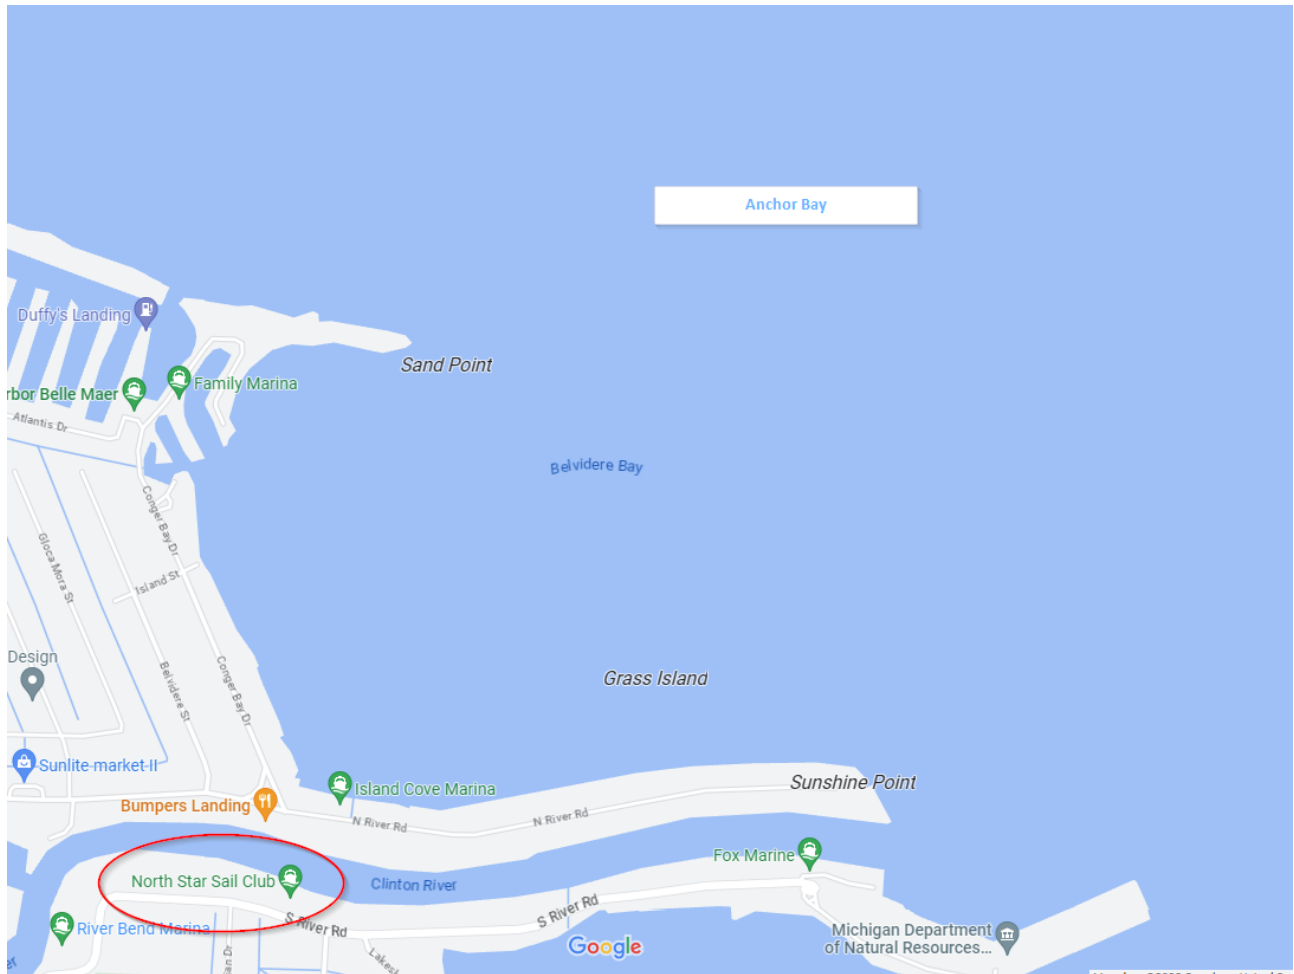 Anchor Bay
Duffy's Landing
Sand Point
Family Marina
rbor Belle Maer
Atlantis Dr
Belvidere Bay
Conger Bay Dr
Gloca Mora St
Island St
Design
Grass Island
Belvidere St
Conger Bay Dr
Sunlite-market-II
Sunshine Point
Island Cove Marina
Bumpers Landing
N River Rd
N River Rd
Fox Marine
North Star Sail Club
Clinton River
S River Rd
S River Rd
River Bend Marina
Michigan Department
of Natural Resources...
Google